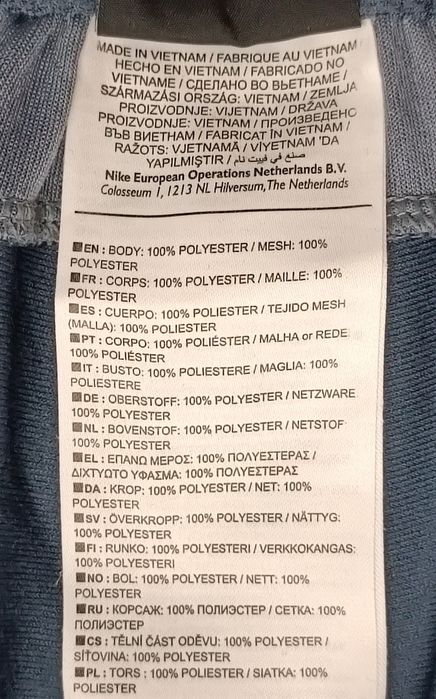 MADE IN VIETNAM / FABRIQUE AU VIETNAM
HECHO EN VIETNAM / FABRICADO NO
VIETNAME / СДЕЛАНО ВО ВЬЕТНАМЕ /
SZÁRMAZÁSI ORSZÁG: VIETNAM / ZEMLJA
PROIZVODNJE: VIJETNAM / DRŽAVA
PROIZVODNJE: VIETNAM / ПРОИЗВЕДЕНО
ВЪВ ВИЕТНАМ / FABRICAT ÎN VIETNAM /
RAŽOTS: VJETNAMĀ / VİYETNAM 'DA
YAPILMIŞTIR / صنع في فييت نام
Nike European Operations Netherlands B.V.
Colosseum 1, 1213 NL Hilversum, The Netherlands
EN : BODY: 100% POLYESTER / MESH: 100%
POLYESTER
FR : CORPS: 100% POLYESTER / MAILLE: 100%
POLYESTER
ES : CUERPO: 100% POLIESTER / TEJIDO MESH
(MALLA): 100% POLIESTER
PT : CORPO: 100% POLIÉSTER / MALHA or REDE:
100% POLIÉSTER
IT : BUSTO: 100% POLIESTERE / MAGLIA: 100%
POLIESTERE
DE : OBERSTOFF: 100% POLYESTER / NETZWARE
100% POLYESTER
NL : BOVENSTOF: 100% POLYESTER / NETSTOF
100% POLYESTER
EL : ΕΠΑΝΩ ΜΕΡΟΣ: 100% ΠΟΛΥΕΣΤΕΡΑΣ /
ΔΙΧΤΥΩΤΟ ΥΦΑΣΜΑ: 100% ΠΟΛΥΕΣΤΕΡΑΣ
DA : KROP: 100% POLYESTER / NET: 100%
POLYESTER
SV : ÖVERKROPP: 100% POLYESTER / NÄTTYG:
100% POLYESTER
FI : RUNKO: 100% POLYESTERI / VERKKOKANGAS:
100% POLYESTERI
NO : BOL: 100% POLYESTER / NETT: 100%
POLYESTER
RU : КОРСАЖ: 100% ПОЛИЭСТЕР / СЕТКА: 100%
ПОЛИЭСТЕР
CS : TĚLNÍ ČÁST ODĚVU: 100% POLYESTER /
SÍŤOVINA: 100% POLYESTER
PL : TORS : 100% POLIESTER / SIATKA: 100%
POLIESTER